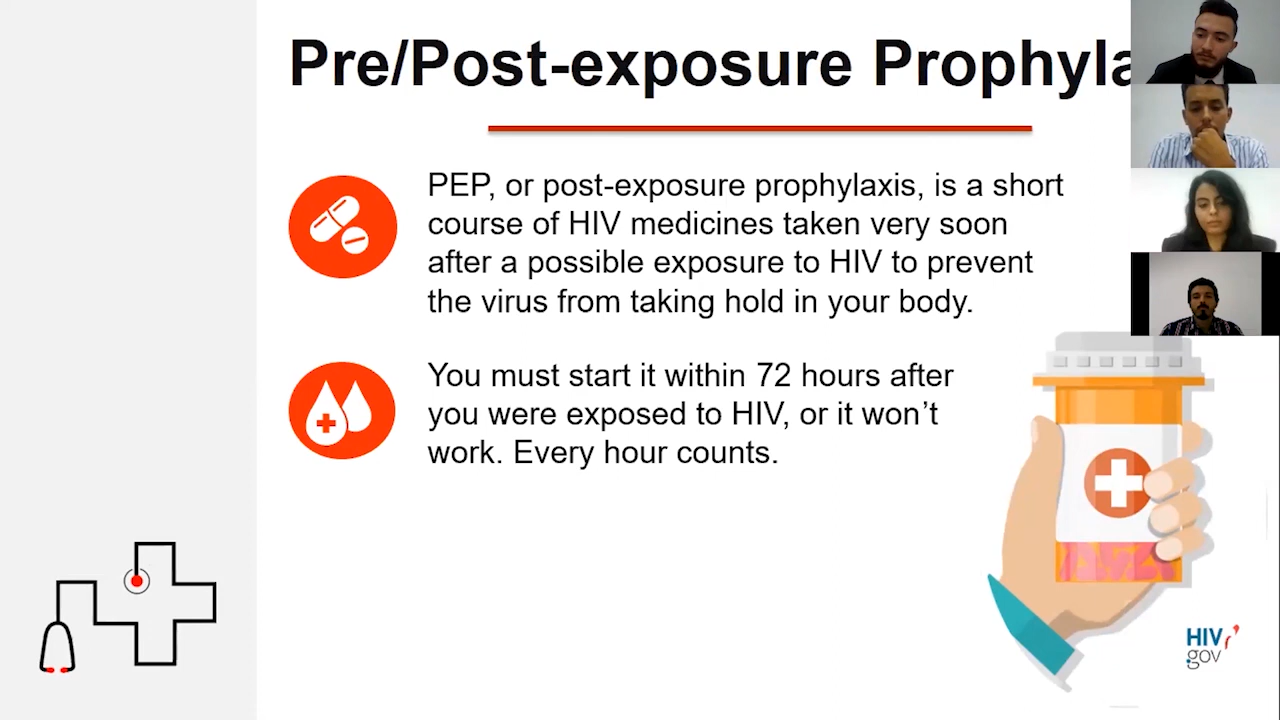 Pre/Post-exposure Prophyla
PEP, or post-exposure prophylaxis, is a short
course of HIV medicines taken very soon
after a possible exposure to HIV to prevent
the virus from taking hold in your body.
You must start it within 72 hours after
you were exposed to HIV, or it won’t
work. Every hour counts.
HIV
gov